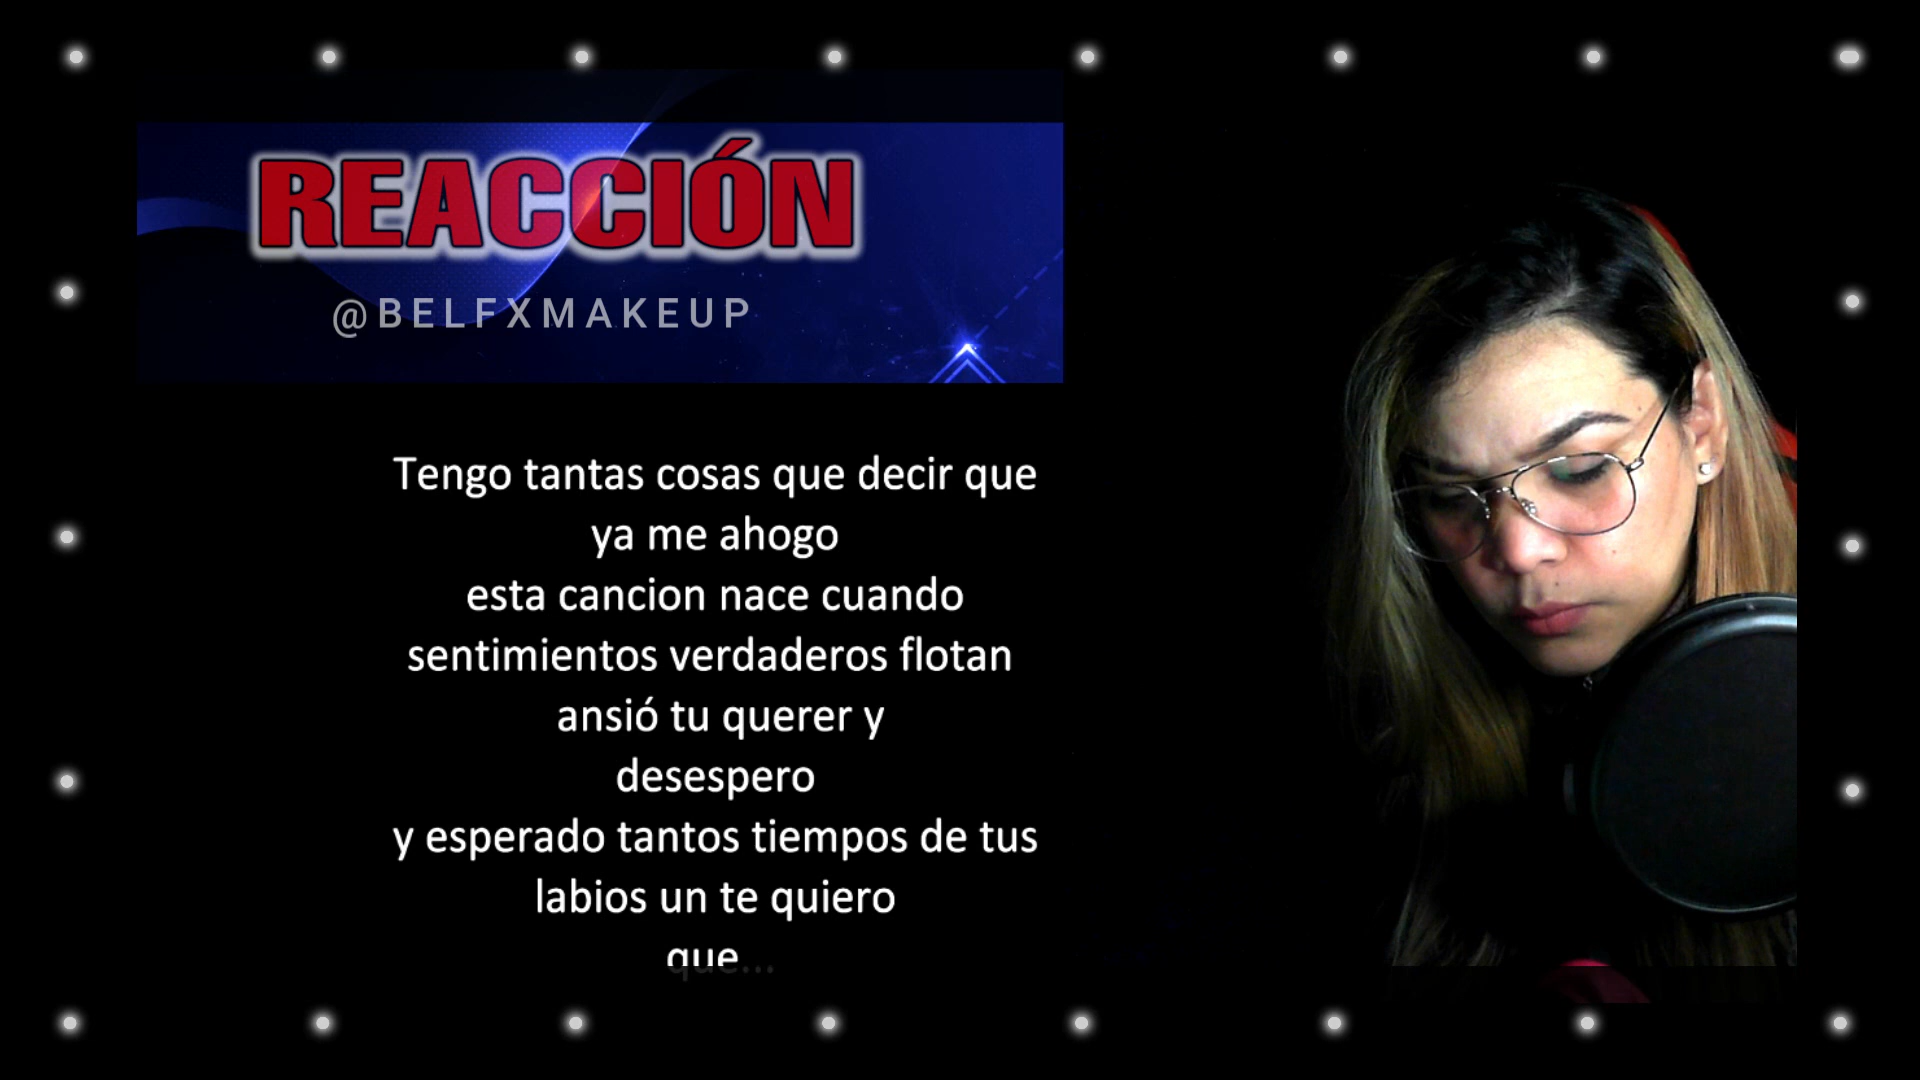 REACCIÓN
@BELFXMAKEUP
Tengo tantas cosas que decir que
ya me ahogo
esta cancion nace cuando
sentimientos verdaderos flotan
ansió tu querer y
desespero
y esperado tantos tiempos de tus
labios un te quiero
que...